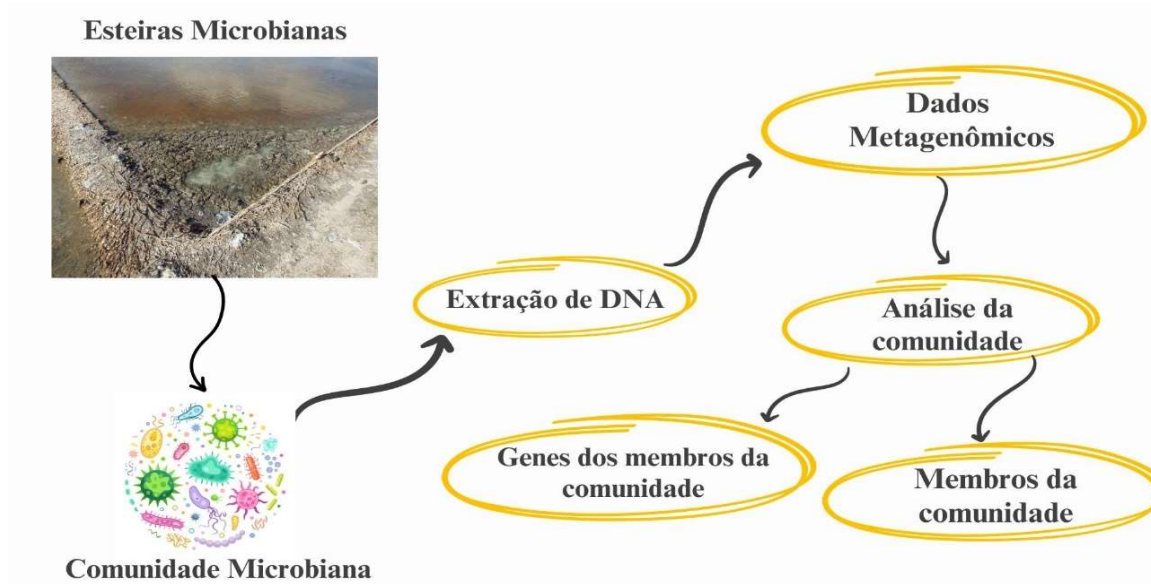 Esteiras Microbianas
Comunidade Microbiana
Extração de DNA
Dados
Metagenômicos
Análise da
comunidade
Genes dos membros da
comunidade
Membros da
comunidade